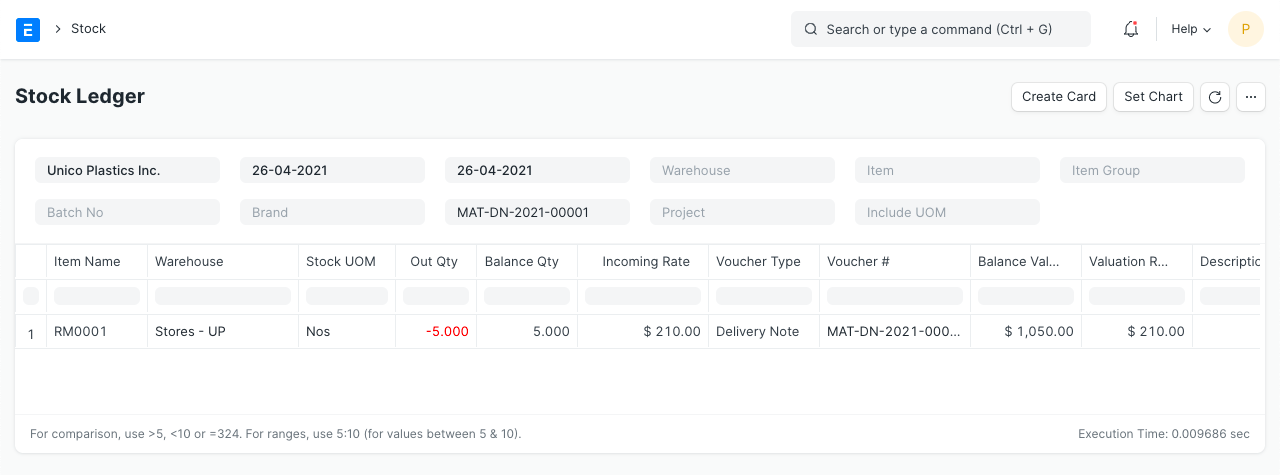 E > Stock Search or type a command (Ctrl + G) Help P
Stock Ledger Create Card Set Chart ...
Unico Plastics Inc. 26-04-2021 26-04-2021 Warehouse Item Item Group
Batch No Brand MAT-DN-2021-00001 Project Include UOM
Item Name Warehouse Stock UOM Out Qty Balance Qty Incoming Rate Voucher Type Voucher # Balance Val... Valuation R... Descriptio
1 RM0001 Stores - UP Nos -5.000 5.000 $ 210.00 Delivery Note MAT-DN-2021-000... $ 1,050.00 $ 210.00
For comparison, use >5, <10 or =324. For ranges, use 5:10 (for values between 5 & 10). Execution Time: 0.009686 sec